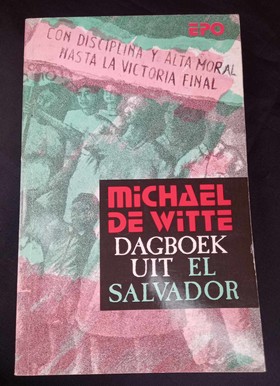 EPO
CON DISCIPLINA Y ALTA MORAL
HASTA LA VICTORIA FINAL
MICHAEL
DE WITTE
DAGBOEK
UIT EL
SALVADOR